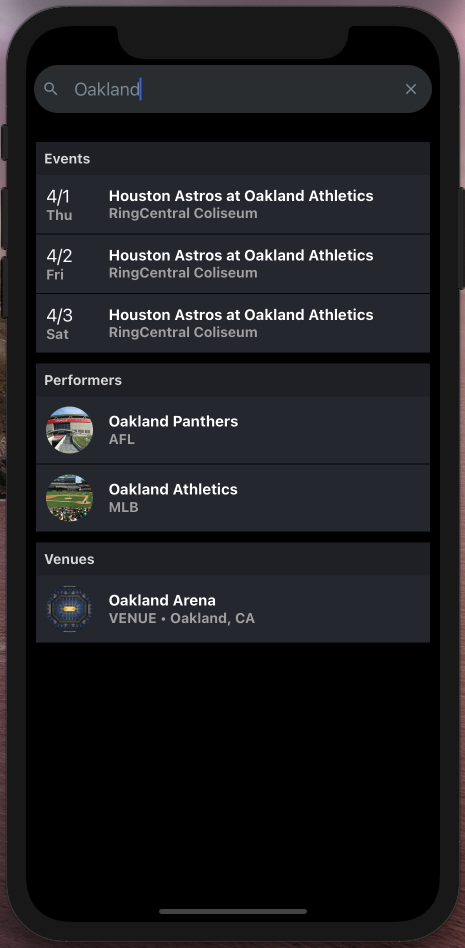 Oakland
Events
4/1
Thu
Houston Astros at Oakland Athletics
RingCentral Coliseum
4/2
Fri
Houston Astros at Oakland Athletics
RingCentral Coliseum
4/3
Sat
Houston Astros at Oakland Athletics
RingCentral Coliseum
Performers
Oakland Panthers
AFL
Oakland Athletics
MLB
Venues
Oakland Arena
VENUE • Oakland, CA